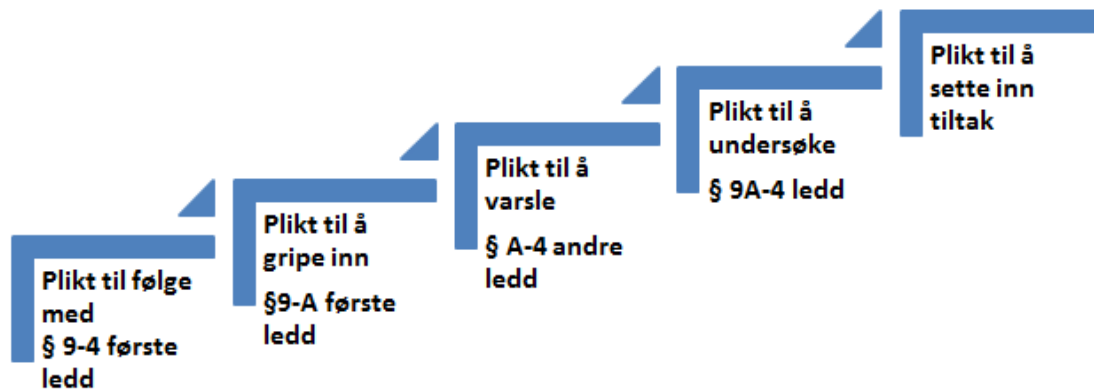 Plikt til følge
med
§ 9-4 første
ledd
Plikt til å
gripe inn
§9-A første
ledd
Plikt til å
varsle
§ A-4 andre
ledd
Plikt til å
undersøke
§ 9A-4 ledd
Plikt til å
sette inn
tiltak